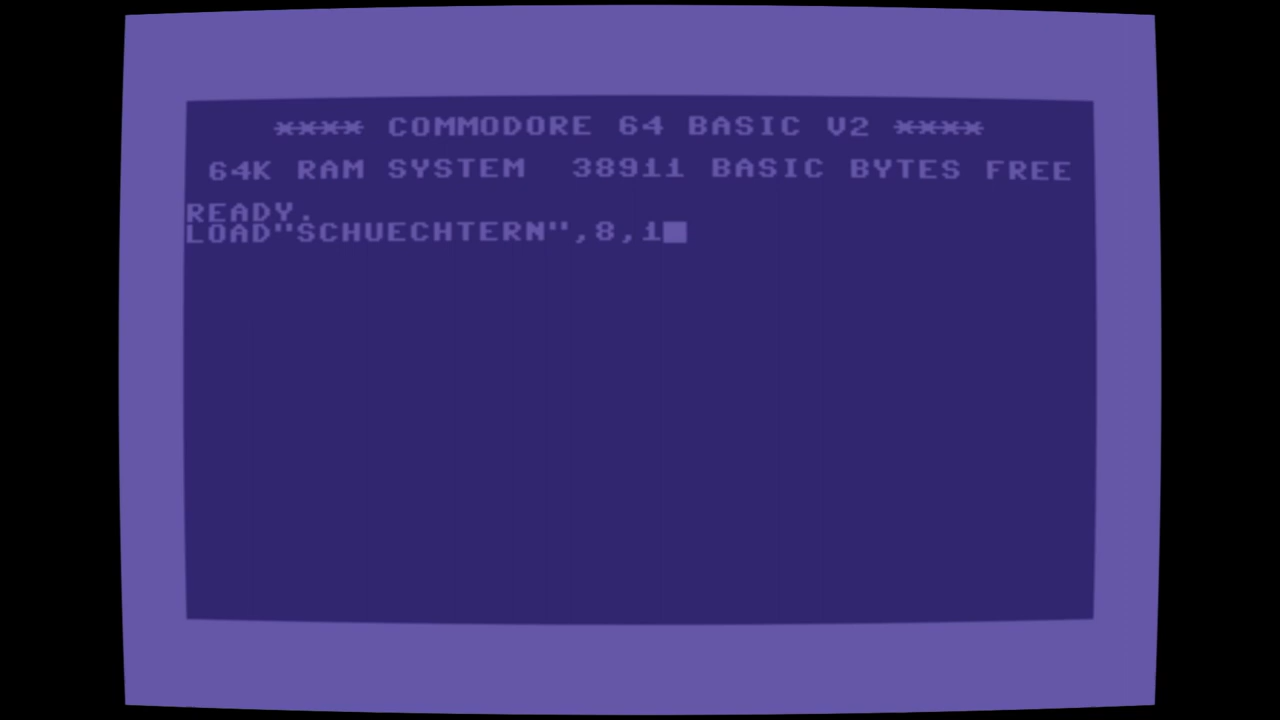 **** COMMODORE 64 BASIC V2 ****
64K RAM SYSTEM  38911 BASIC BYTES FREE
READY.
LOAD"SCHUECHTERN",8,1